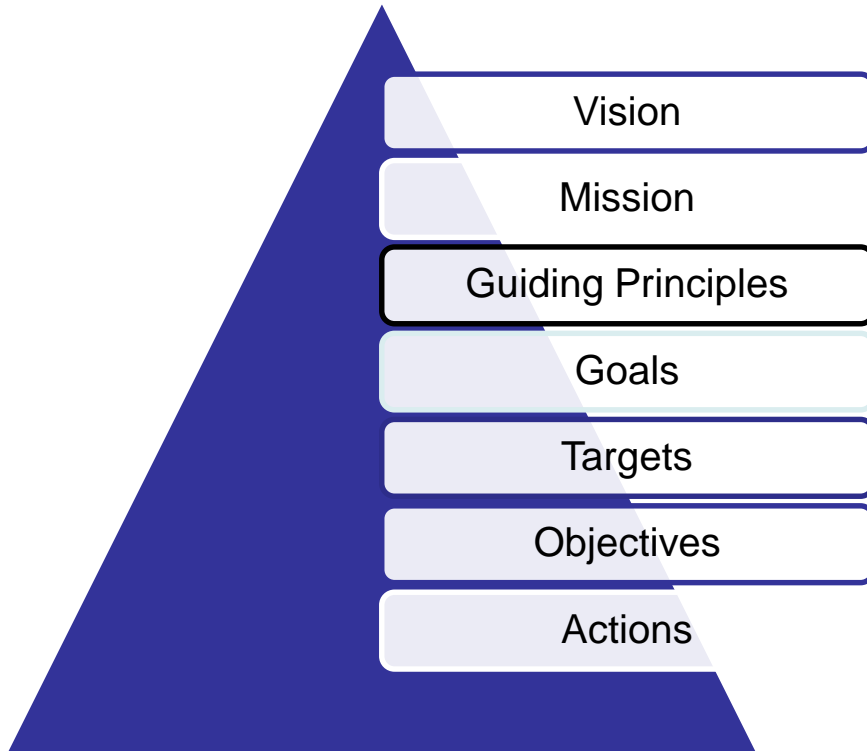 Vision
Mission
Guiding Principles
Goals
Targets
Objectives
Actions